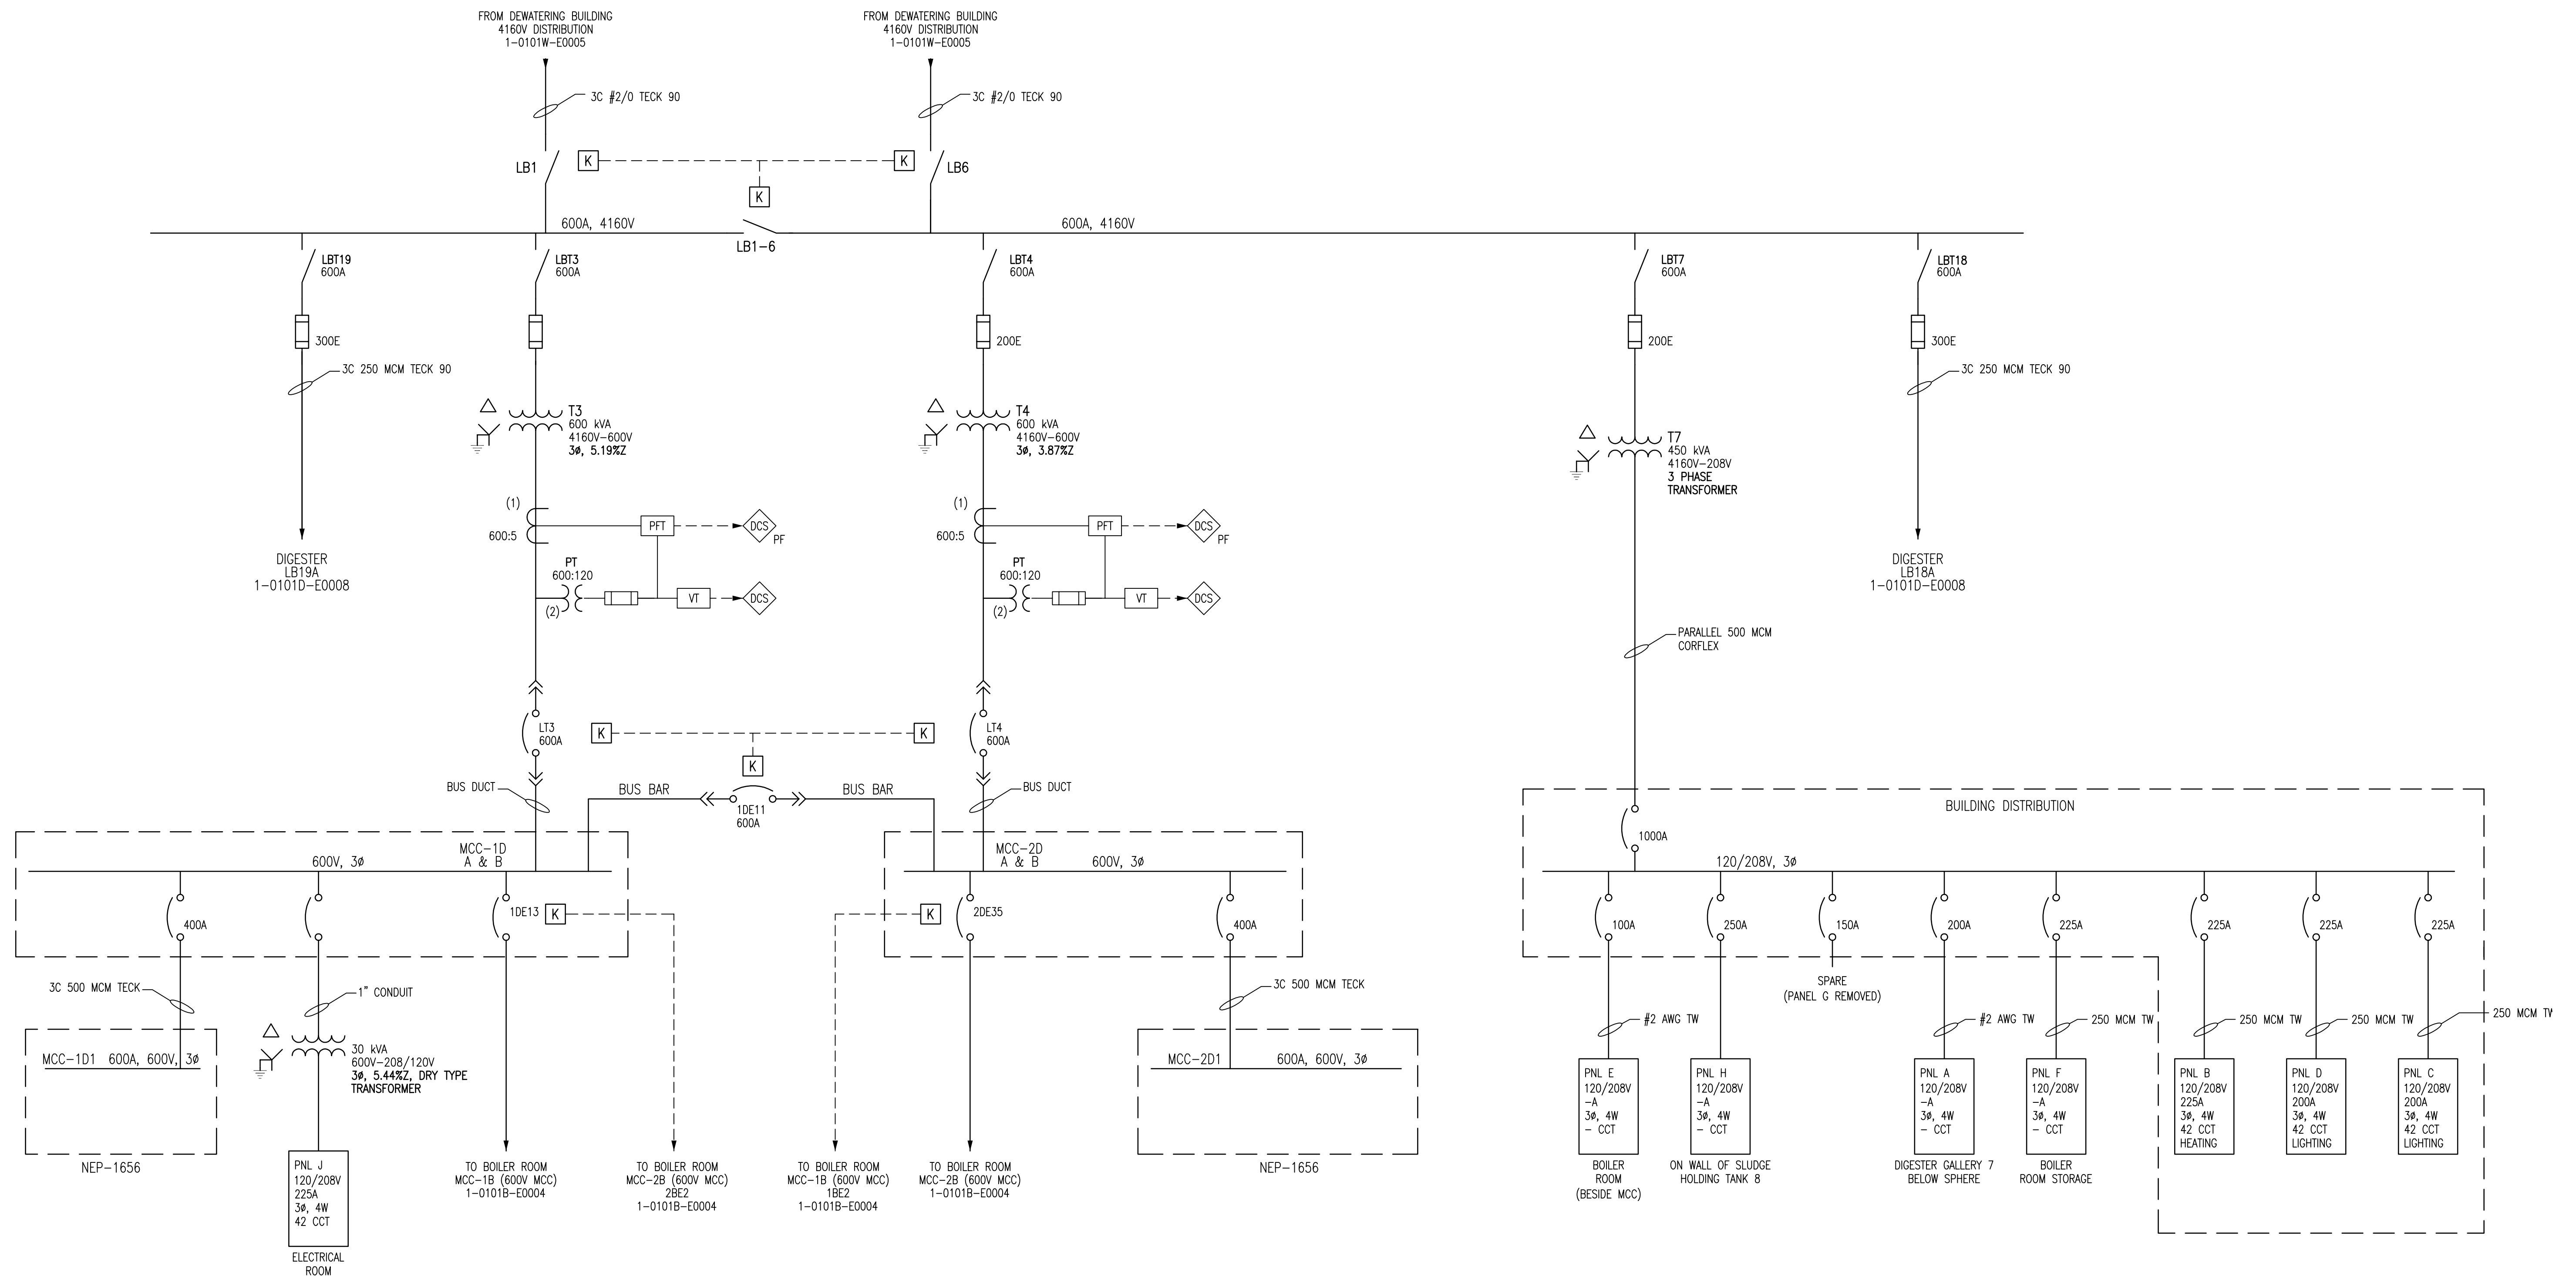 FROM DEWATERING BUILDING
4160V DISTRIBUTION
1-0101W-E0005
FROM DEWATERING BUILDING
4160V DISTRIBUTION
1-0101W-E0005
3C #2/0 TECK 90
3C #2/0 TECK 90
LB1
K
K
LB6
K
600A, 4160V
LB1-6
600A, 4160V
LBT19
600A
LBT3
600A
LBT4
600A
LBT7
600A
LBT18
600A
300E
200E
200E
300E
3C 250 MCM TECK 90
3C 250 MCM TECK 90
T3
600 kVA
4160V-600V
3ø, 5.19%Z
T4
600 kVA
4160V-600V
3ø, 3.87%Z
T7
450 kVA
4160V-208V
3 PHASE
TRANSFORMER
(1)
600:5
PFT
DCS
PF
PT
600:120
(2)
VT
DCS
(1)
600:5
PFT
DCS
PF
PT
600:120
(2)
VT
DCS
DIGESTER
LB19A
1-0101D-E0008
DIGESTER
LB18A
1-0101D-E0008
PARALLEL 500 MCM
CORFLEX
LT3
600A
K
K
K
LT4
600A
BUS DUCT
BUS BAR
1DE11
600A
BUS BAR
BUS DUCT
BUILDING DISTRIBUTION
1000A
MCC-1D
A & B
600V, 3ø
MCC-2D
A & B
600V, 3ø
120/208V, 3ø
400A
1DE13
K
K
2DE35
400A
100A
250A
150A
200A
225A
225A
225A
225A
3C 500 MCM TECK
1" CONDUIT
3C 500 MCM TECK
SPARE
(PANEL G REMOVED)
#2 AWG TW
#2 AWG TW
250 MCM TW
250 MCM TW
250 MCM TW
250 MCM TW
MCC-1D1 600A, 600V, 3ø
NEP-1656
30 kVA
600V-208/120V
3ø, 5.44%Z, DRY TYPE
TRANSFORMER
MCC-2D1 600A, 600V, 3ø
NEP-1656
PNL J
120/208V
225A
3ø, 4W
42 CCT
ELECTRICAL
ROOM
TO BOILER ROOM
MCC-1B (600V MCC)
1-0101B-E0004
TO BOILER ROOM
MCC-2B (600V MCC)
2BE2
1-0101B-E0004
TO BOILER ROOM
MCC-1B (600V MCC)
1BE2
1-0101B-E0004
TO BOILER ROOM
MCC-2B (600V MCC)
1-0101B-E0004
PNL E
120/208V
-A
3ø, 4W
- CCT
BOILER
ROOM
(BESIDE MCC)
PNL H
120/208V
-A
3ø, 4W
- CCT
ON WALL OF SLUDGE
HOLDING TANK 8
PNL A
120/208V
-A
3ø, 4W
- CCT
DIGESTER GALLERY 7
BELOW SPHERE
PNL F
120/208V
-A
3ø, 4W
- CCT
BOILER
ROOM STORAGE
PNL B
120/208V
225A
3ø, 4W
42 CCT
HEATING
PNL D
120/208V
200A
3ø, 4W
42 CCT
LIGHTING
PNL C
120/208V
200A
3ø, 4W
42 CCT
LIGHTING